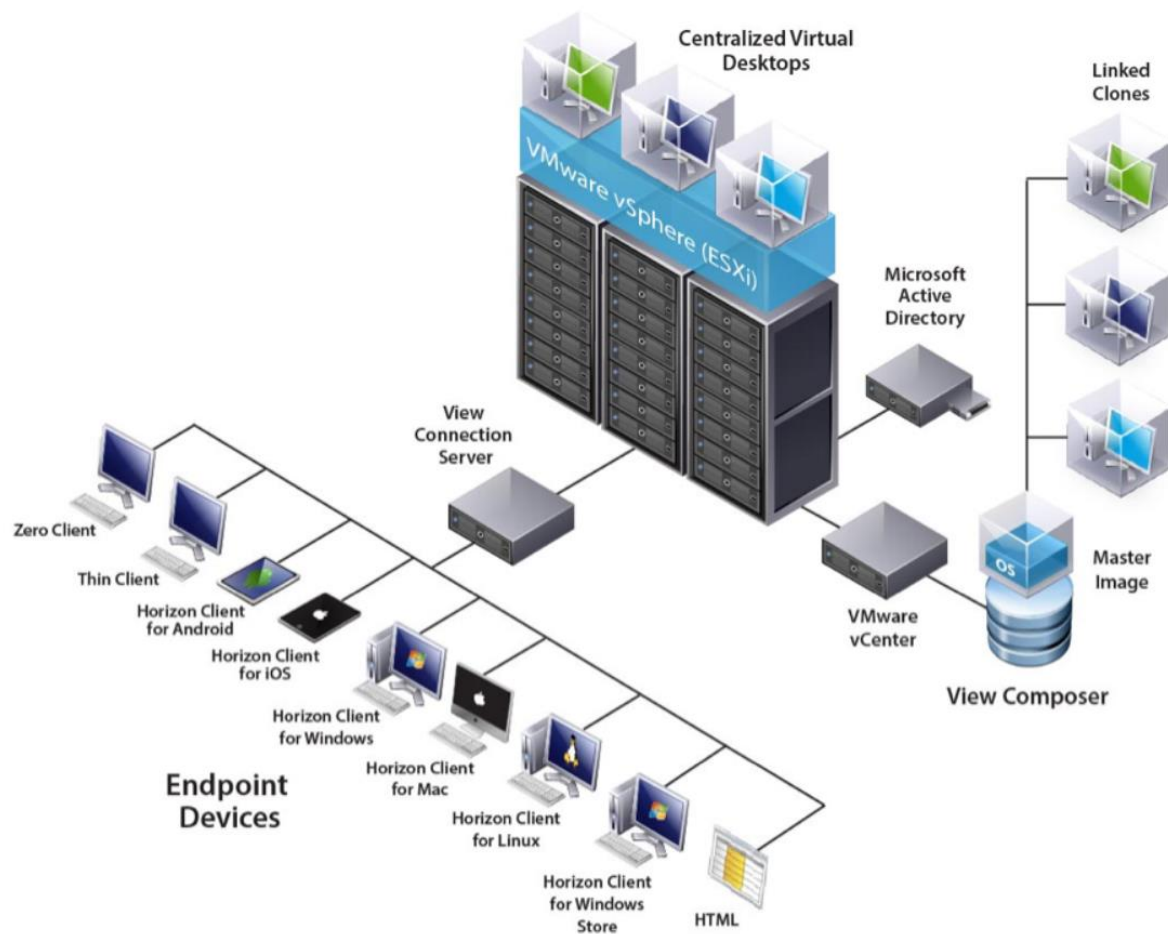 Centralized Virtual
Desktops
Linked
Clones
VMware vSphere (ESXi)
Microsoft
Active
Directory
View
Connection
Server
Zero Client
Thin Client
Horizon Client
for Android
Horizon Client
for iOS
Horizon Client
for Windows
Horizon Client
for Mac
Horizon Client
for Linux
Horizon Client
for Windows
Store
HTML
Endpoint
Devices
VMware
vCenter
OS
Master
Image
View Composer